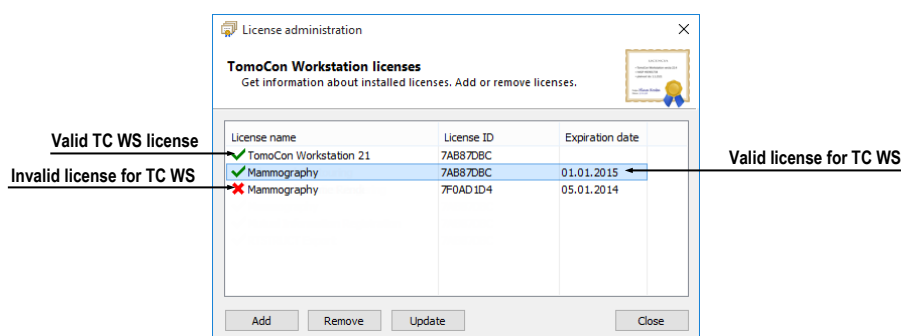 License administration
TomoCon Workstation licenses
Get information about installed licenses. Add or remove licenses.
License name License ID Expiration date
Valid TC WS license
TomoCon Workstation 21 7AB87DBC
Valid license for TC WS
Mammography 7AB87DBC 01.01.2015
Invalid license for TC WS
Mammography 7F0AD1D4 05.01.2014
Add Remove Update Close